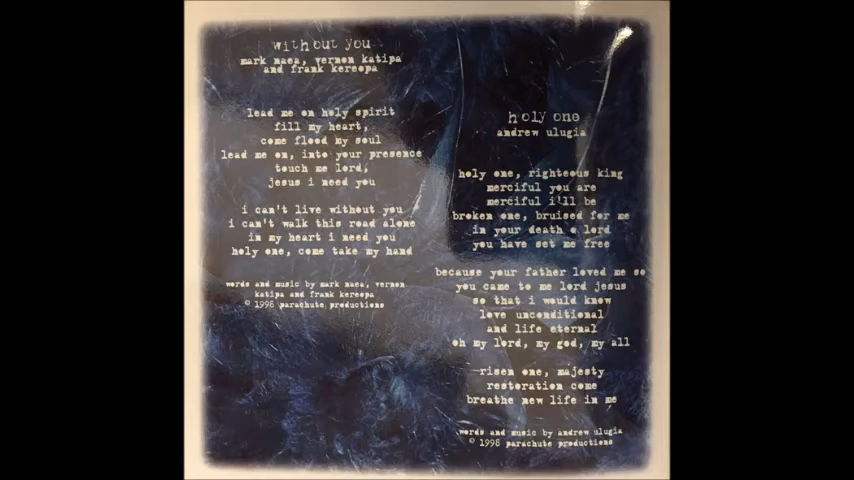 without you
mark naea, vernon katipa
and frank kereopa
lead me on holy spirit
fill my heart,
come flood my soul
lead me on, into your presence
touch me lord,
jesus i need you
i can't live without you
i can't walk this road alone
in my heart i need you
holy one, come take my hand
words and music by mark naea, vernon
katipa and frank kereopa
© 1998 parachute productions
holy one
andrew ulugia
holy one, righteous king
merciful you are
merciful i'll be
broken one, bruised for me
in your death o lord
you have set me free
because your father loved me so
you came to me lord jesus
so that i would know
love unconditional
and life eternal
oh my lord, my god, my all
risen one, majesty
restoration come
breathe new life in me
words and music by andrew ulugia
© 1998 parachute productions